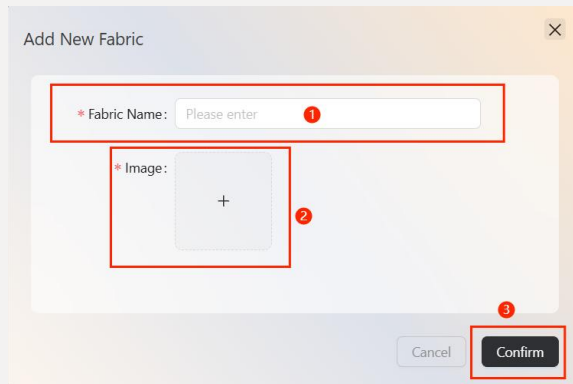 Add New Fabric
* Fabric Name: Please enter 1
* Image:
+
2
3
Cancel Confirm